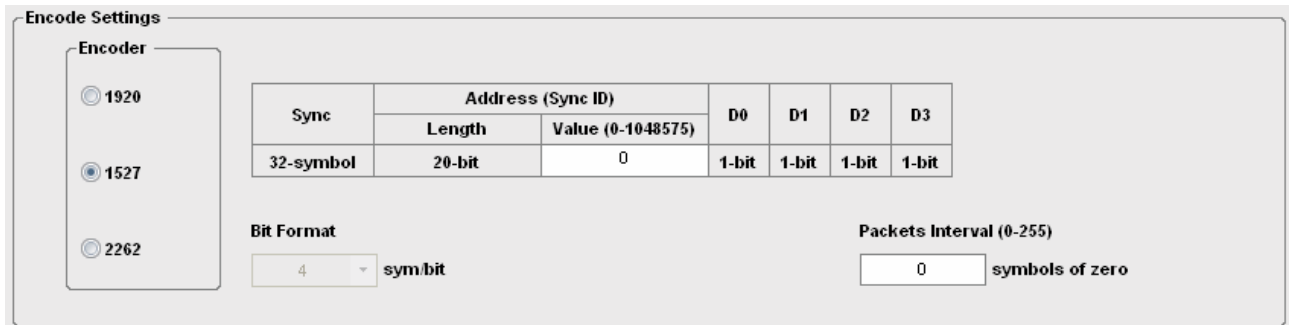 Encode Settings
Encoder
1920
1527
2262
Sync Address (Sync ID) D0 D1 D2 D3
Length Value (0-1048575)
32-symbol 20-bit 0 1-bit 1-bit 1-bit 1-bit
Bit Format Packets Interval (0-255)
4 sym/bit 0 symbols of zero